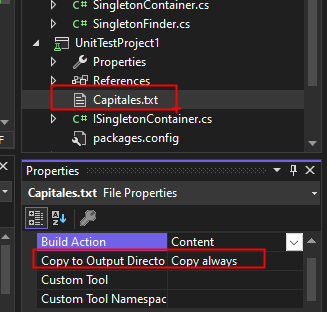 SingletonContainer.cs
SingletonFinder.cs
UnitTestProject1
Properties
References
Capitales.txt
ISingletonContainer.cs
packages.config
Properties
Capitales.txt File Properties
Build Action Content
Copy to Output Directo Copy always
Custom Tool
Custom Tool Namespac